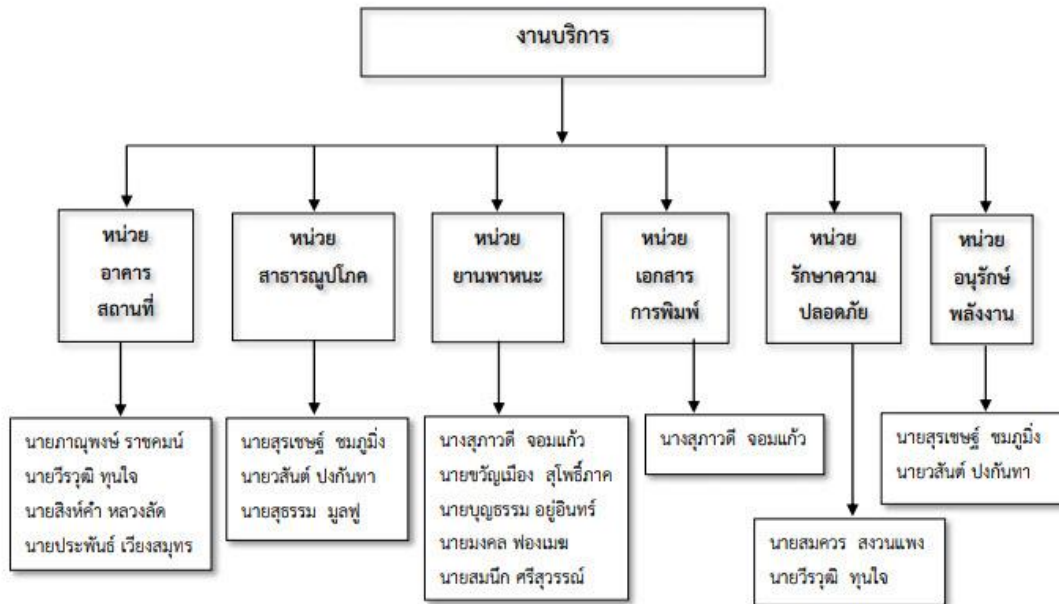 งานบริการ
หน่วย
อาคาร
สถานที่
หน่วย
สาธารณูปโภค
หน่วย
ยานพาหนะ
หน่วย
เอกสาร
การพิมพ์
หน่วย
รักษาความ
ปลอดภัย
หน่วย
อนุรักษ์
พลังงาน
นายภาณุพงษ์ ราชคมน์
นายวีรวุฒิ ทุนใจ
นายสิงห์คำ หลวงลัด
นายประพันธ์ เวียงสมุทร
นายสุรเชษฐ์ ชมภูมิ่ง
นายวสันต์ ปงกันทา
นายสุธรรม มูลฟู
นางสุภาวดี จอมแก้ว
นายขวัญเมือง สุโพธิ์ภาค
นายบุญธรรม อยู่อินทร์
นายมงคล ฟองเมฆ
นายสมนึก ศรีสุวรรณ์
นางสุภาวดี จอมแก้ว
นายสมควร สงวนแพง
นายวีรวุฒิ ทุนใจ
นายสุรเชษฐ์ ชมภูมิ่ง
นายวสันต์ ปงกันทา